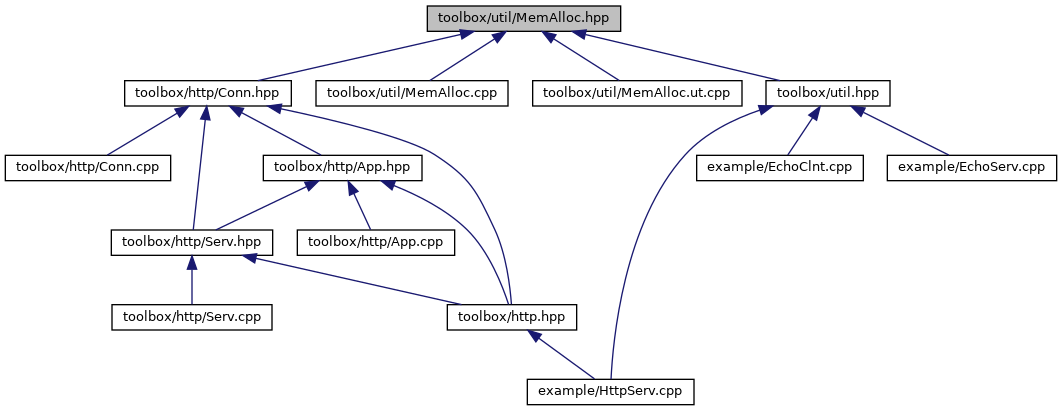 toolbox/util/MemAlloc.hpp
toolbox/http/Conn.hpp
toolbox/util/MemAlloc.cpp
toolbox/util/MemAlloc.ut.cpp
toolbox/util.hpp
toolbox/http/Conn.cpp
toolbox/http/App.hpp
example/EchoClnt.cpp
example/EchoServ.cpp
toolbox/http/Serv.hpp
toolbox/http/App.cpp
toolbox/http/Serv.cpp
toolbox/http.hpp
example/HttpServ.cpp